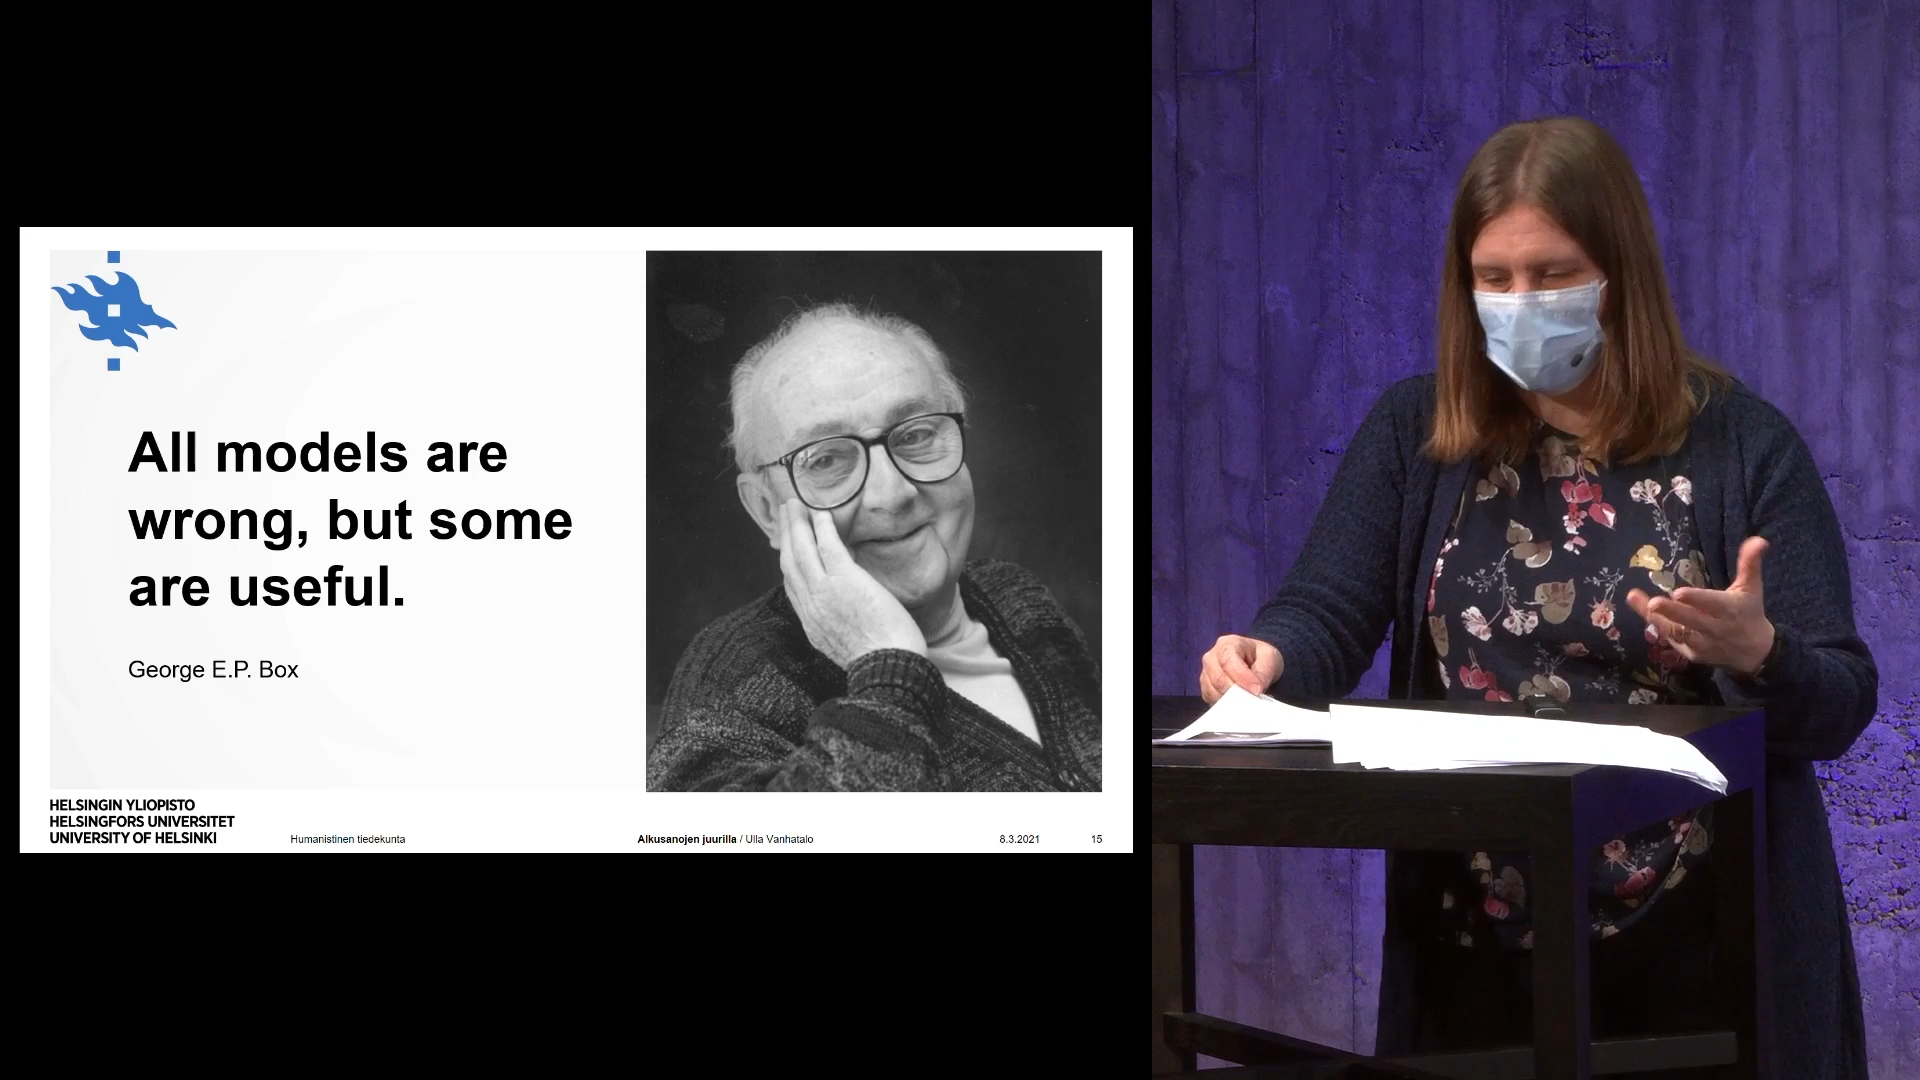 All models are
wrong, but some
are useful.
George E.P. Box
HELSINGIN YLIOPISTO
HELSINGFORS UNIVERSITET
UNIVERSITY OF HELSINKI
Humanistinen tiedekunta
Alkusanojen juurilla / Ulla Vanhatalo
8.3.2021
15